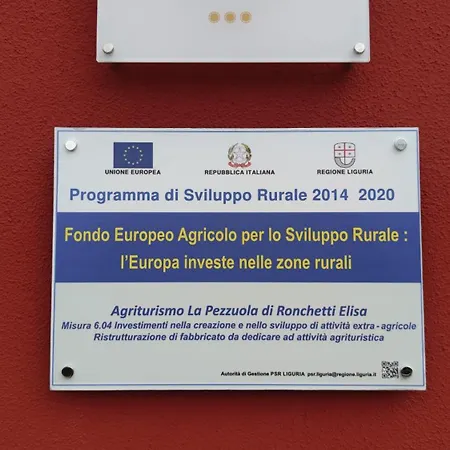 UNIONE EUROPEA
REPUBBLICA ITALIANA
REGIONE LIGURIA
Programma di Sviluppo Rurale 2014 2020
Fondo Europeo Agricolo per lo Sviluppo Rurale :
l’Europa investe nelle zone rurali
Agriturismo La Pezzuola di Ronchetti Elisa
Misura 6.04 Investimenti nella creazione e nello sviluppo di attività extra - agricole
Ristrutturazione di fabbricato da dedicare ad attività agrituristica
Autorità di Gestione PSR LIGURIA psr.liguria@regione.liguria.it